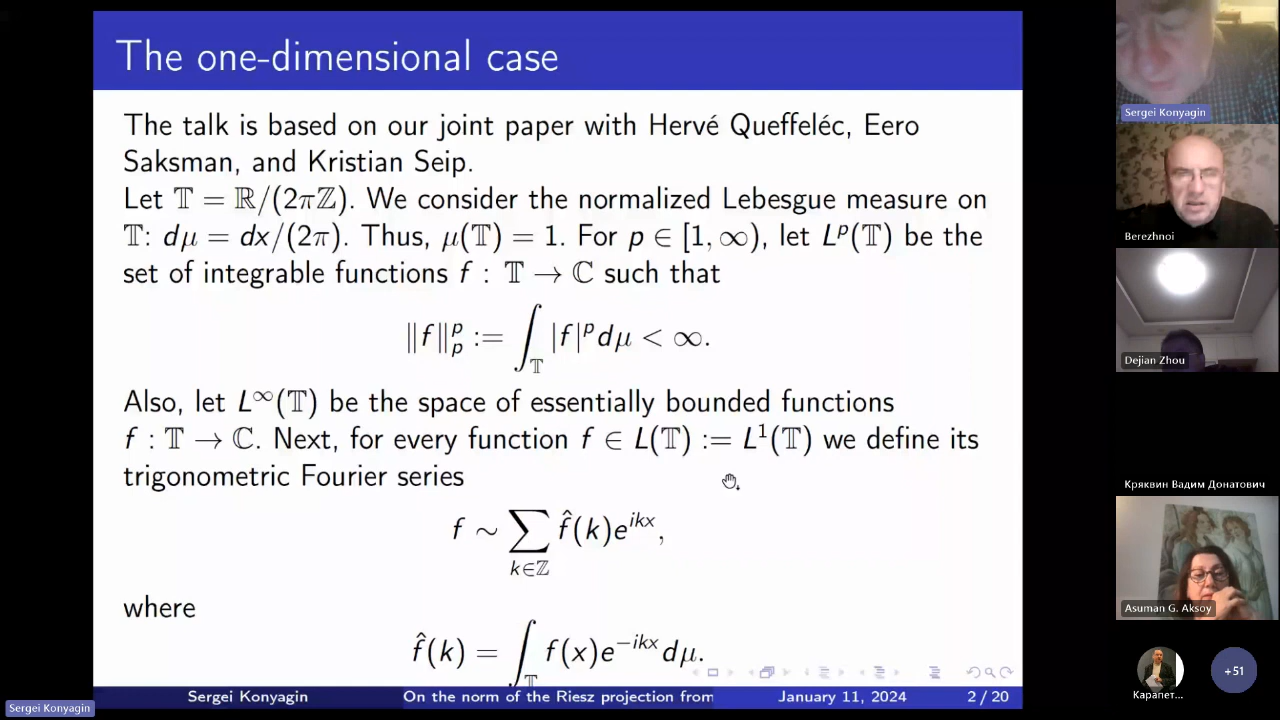 The one-dimensional case
The talk is based on our joint paper with Hervé Queffeléc, Eero
Saksman, and Kristian Seip.
Let 𝕋 = ℝ/(2πℤ). We consider the normalized Lebesgue measure on
𝕋: dμ = dx/(2π). Thus, μ(𝕋) = 1. For p ∈ [1, ∞), let L^p(𝕋) be the
set of integrable functions f : 𝕋 → ℂ such that
‖f‖_p^p := ∫_𝕋 |f|^p dμ < ∞.
Also, let L^∞(𝕋) be the space of essentially bounded functions
f : 𝕋 → ℂ. Next, for every function f ∈ L(𝕋) := L^1(𝕋) we define its
trigonometric Fourier series
f ~ ∑_{k∈ℤ} f̂(k)e^{ikx},
where
f̂(k) = ∫_𝕋 f(x)e^{-ikx} dμ.
Sergei Konyagin
On the norm of the Riesz projection from
January 11, 2024
2 / 20
Sergei Konyagin
Sergei Konyagin
Berezhnoi
Dejian Zhou
Кряквин Вадим Донатович
Asuman G. Aksoy
Карапет...
+51